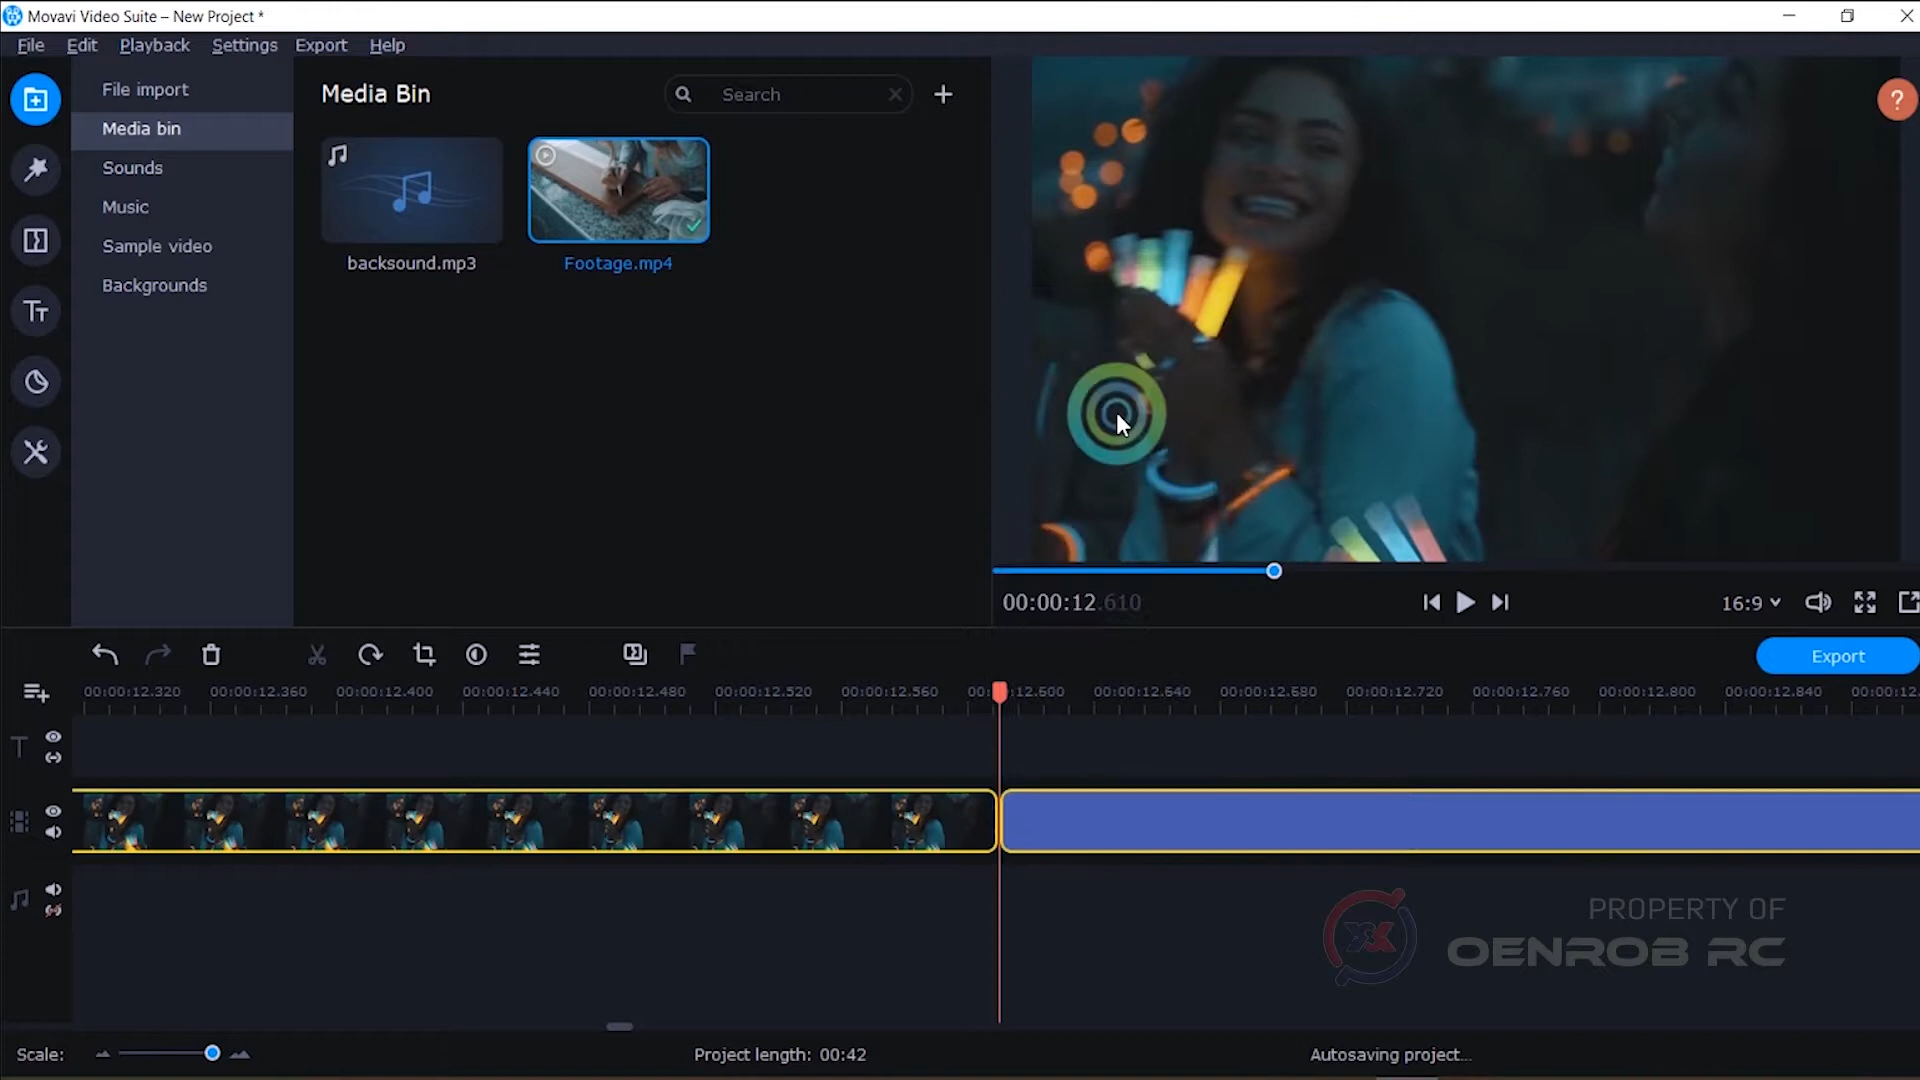 Movavi Video Suite – New Project *
File Edit Playback Settings Export Help
File import
Media bin
Sounds
Music
Sample video
Backgrounds
Media Bin
Search
backsound.mp3
Footage.mp4
?
00:00:12.610
16:9
Export
00:00:12.320 00:00:12.360 00:00:12.400 00:00:12.440 00:00:12.480 00:00:12.520 00:00:12.560 00:00:12.600 00:00:12.640 00:00:12.680 00:00:12.720 00:00:12.760 00:00:12.800 00:00:12.840 00:00:12.
PROPERTY OF
OENROB RC
Scale:
Project length: 00:42
Autosaving project...